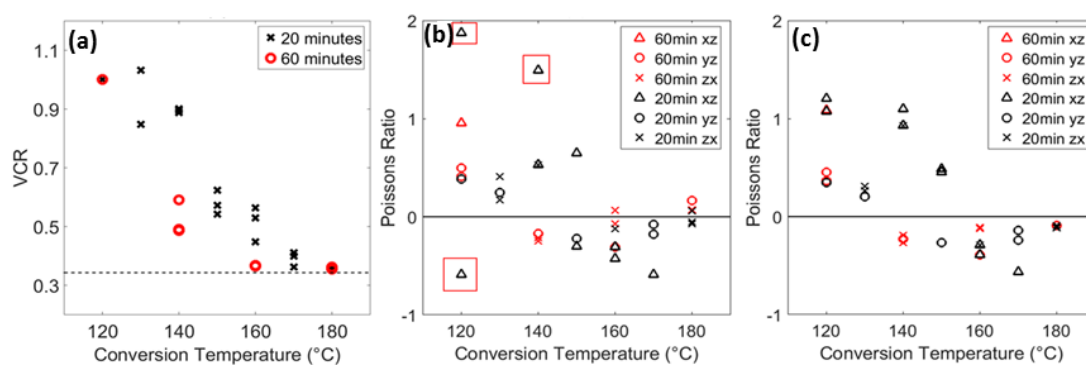 (a)
20 minutes
60 minutes
1.1
0.9
0.7
0.5
0.3
VCR
120
140
160
180
Conversion Temperature (°C)
(b)
60min xz
60min yz
60min zx
20min xz
20min yz
20min zx
2
1
0
-1
Poissons Ratio
120
140
160
180
Conversion Temperature (°C)
(c)
60min xz
60min yz
60min zx
20min xz
20min yz
20min zx
2
1
0
-1
Poissons Ratio
120
140
160
180
Conversion Temperature (°C)